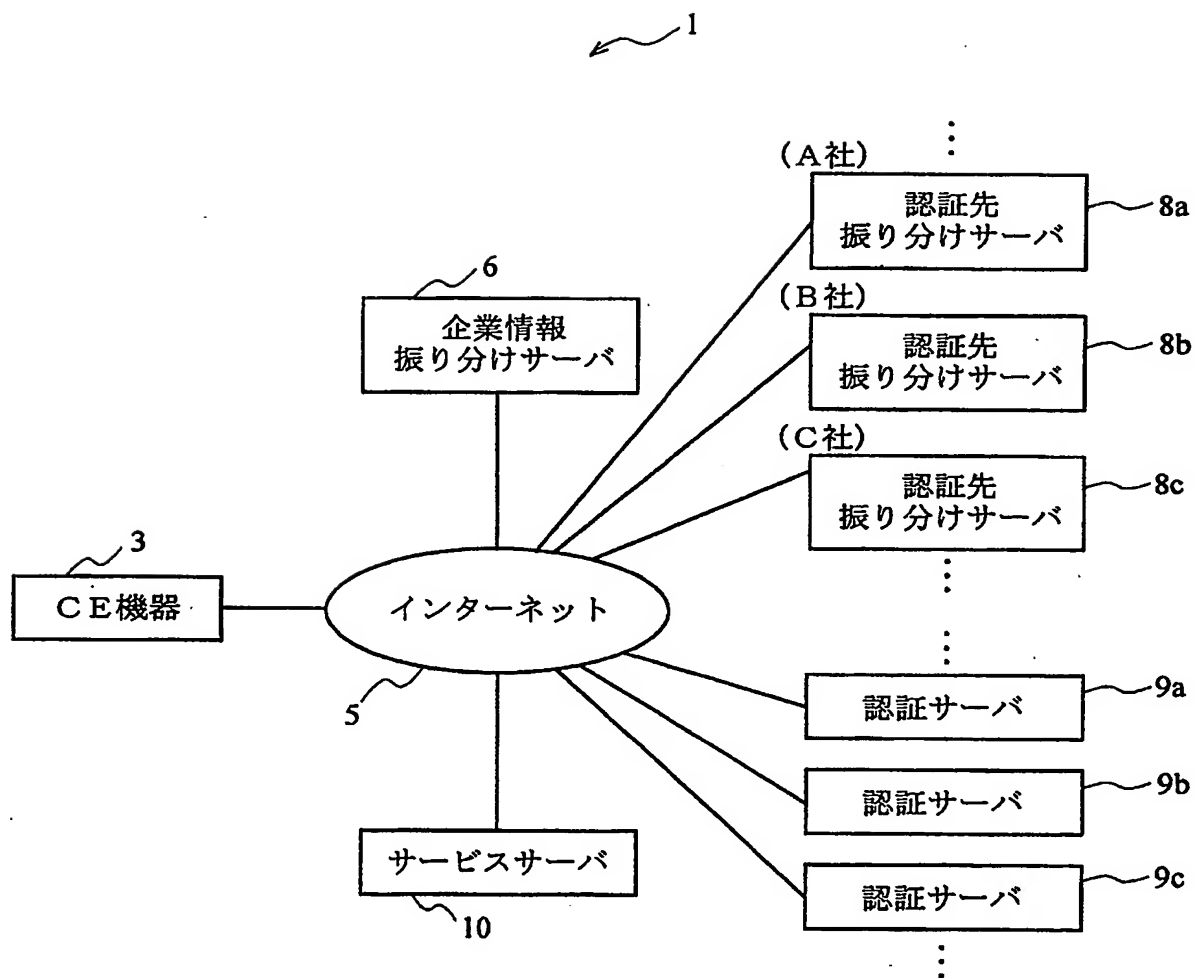 1
(A社)
認証先
振り分けサーバ
8a
6
企業情報
振り分けサーバ
(B社)
認証先
振り分けサーバ
8b
(C社)
認証先
振り分けサーバ
8c
3
CE機器
インターネット
5
認証サーバ
9a
認証サーバ
9b
サービスサーバ
10
認証サーバ
9c